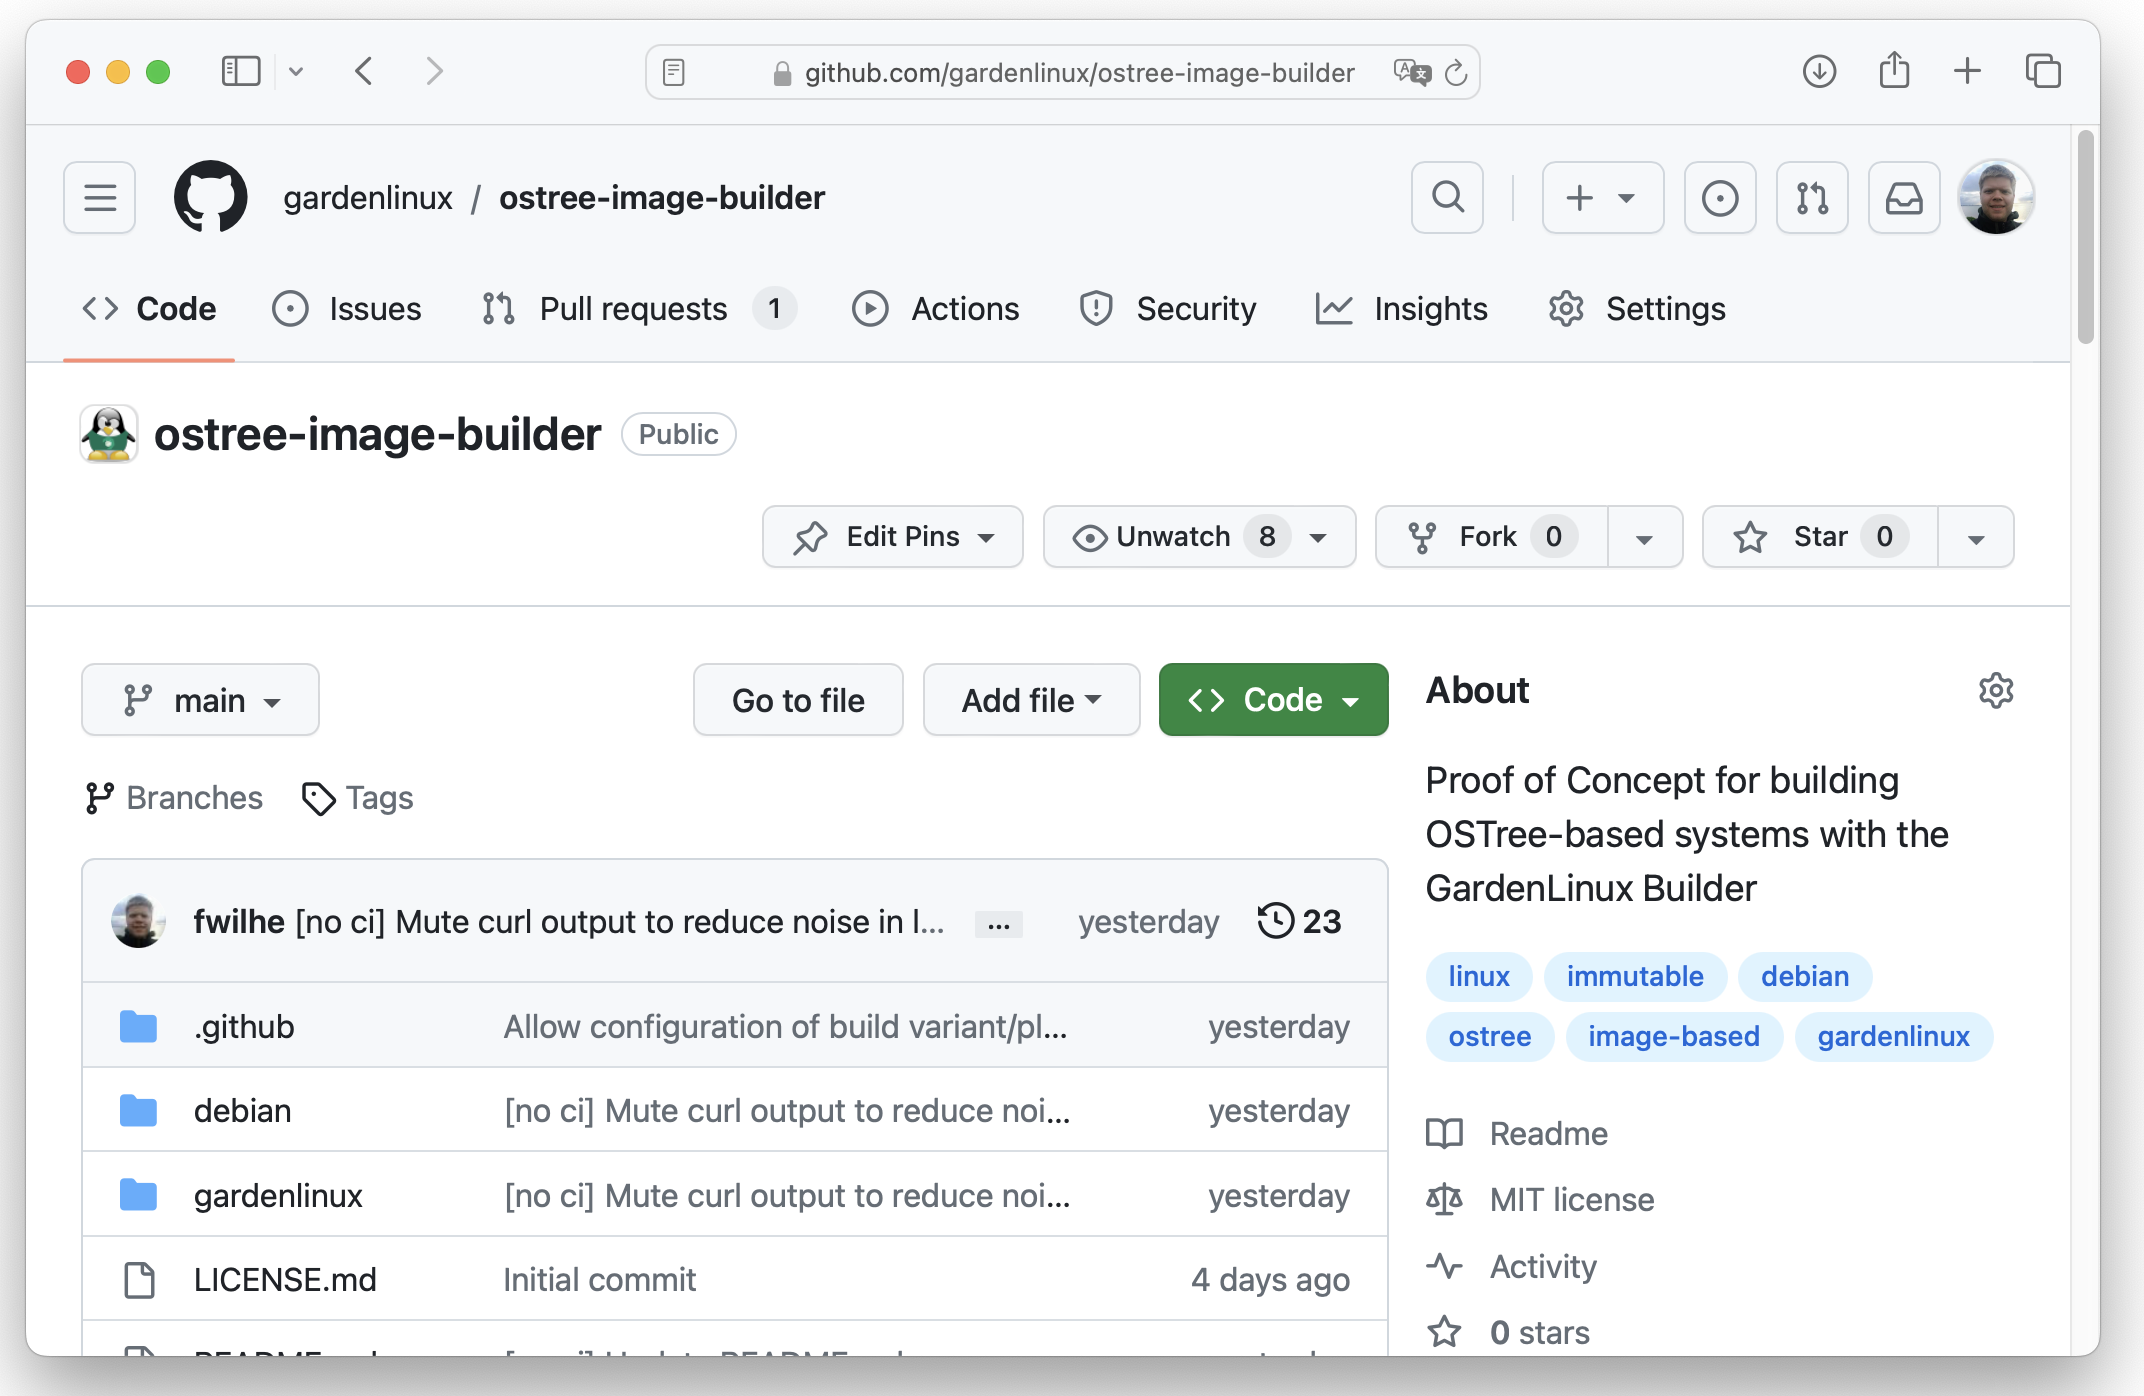 github.com/gardenlinux/ostree-image-builder
gardenlinux / ostree-image-builder
Code Issues Pull requests 1 Actions Security Insights Settings
ostree-image-builder Public
Edit Pins Unwatch 8 Fork 0 Star 0
main Go to file Add file Code
Branches Tags
fwilhe [no ci] Mute curl output to reduce noise in l... ... yesterday 23
.github Allow configuration of build variant/pl... yesterday
debian [no ci] Mute curl output to reduce noi... yesterday
gardenlinux [no ci] Mute curl output to reduce noi... yesterday
LICENSE.md Initial commit 4 days ago
About
Proof of Concept for building
OSTree-based systems with the
GardenLinux Builder
linux immutable debian
ostree image-based gardenlinux
Readme
MIT license
Activity
0 stars